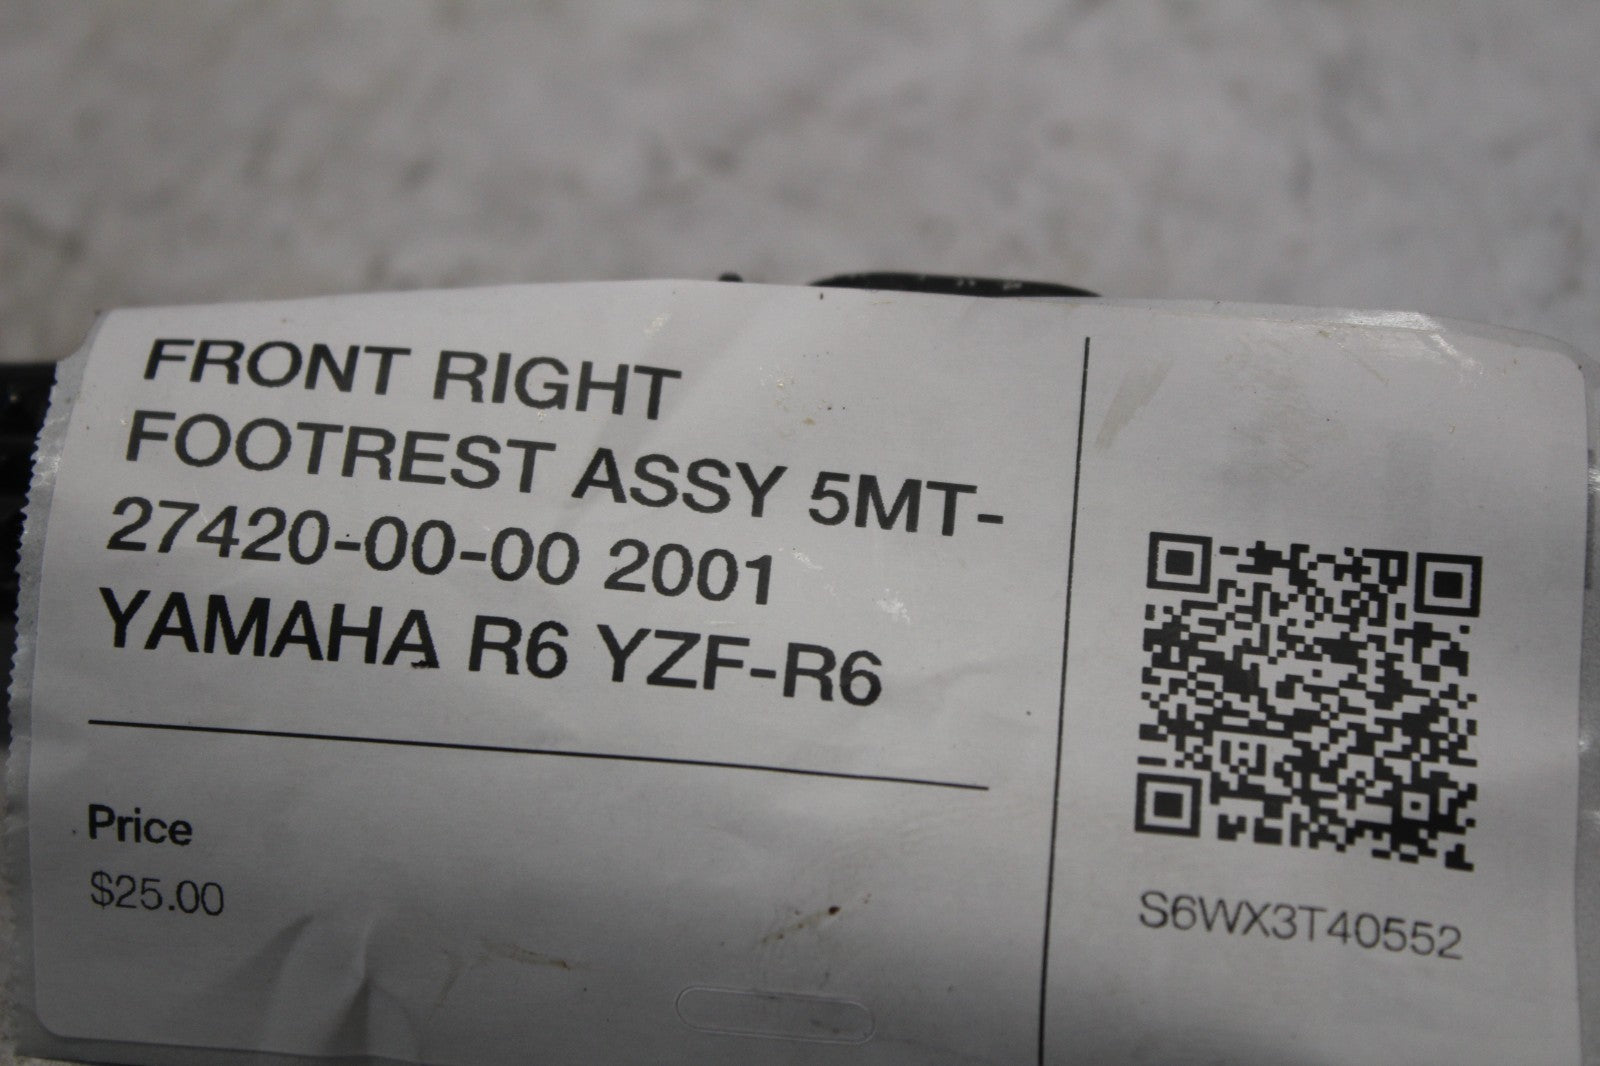 FRONT RIGHT
FOOTREST ASSY 5MT-
27420-00-00 2001
YAMAHA R6 YZF-R6
Price
$25.00
S6WX3T40552